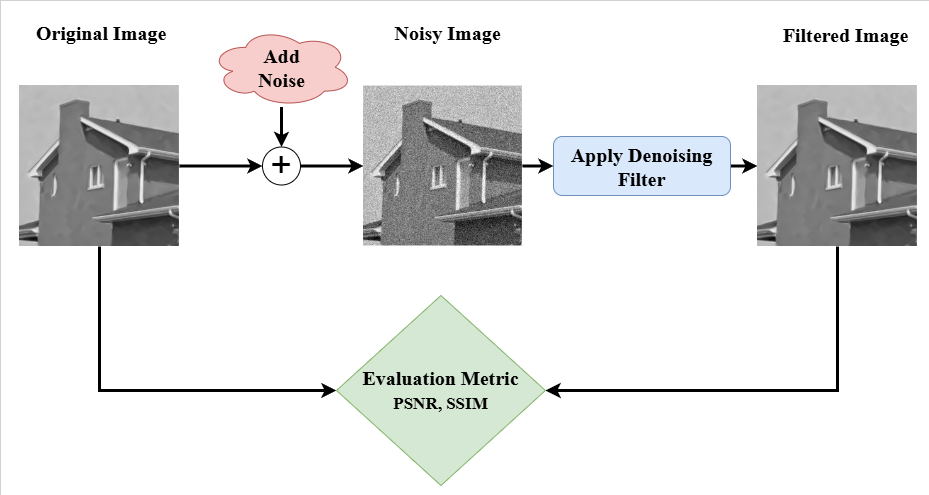 Original Image
Noisy Image
Filtered Image
Add
Noise
+
Apply Denoising
Filter
Evaluation Metric
PSNR, SSIM